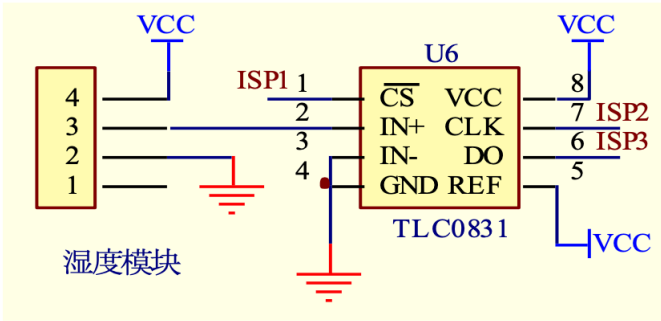 VCC
VCC
U6
ISP1
1
8
4
CS
VCC
2
7
ISP2
3
IN+
CLK
3
6
ISP3
2
IN-
DO
4
5
1
GND
REF
TLC0831
VCC
湿度模块